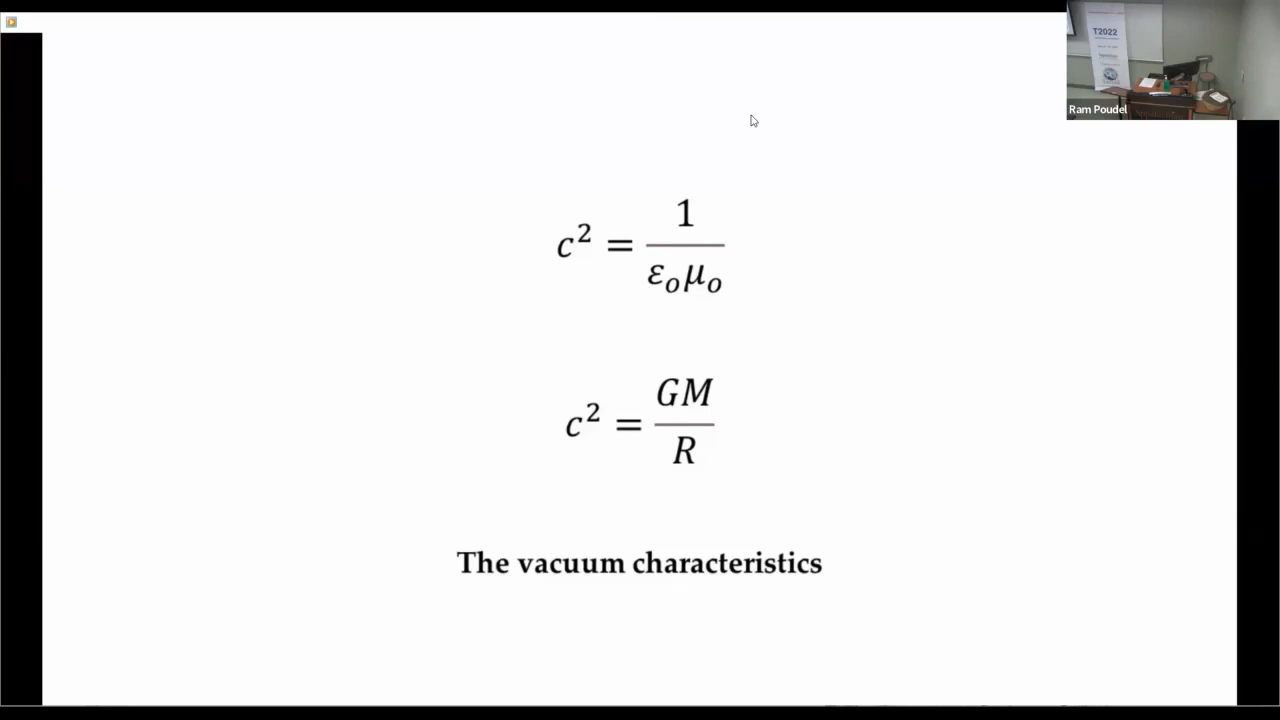 T2022
Ram Poudel
c² = 1 / ε₀μ₀
c² = GM / R
The vacuum characteristics